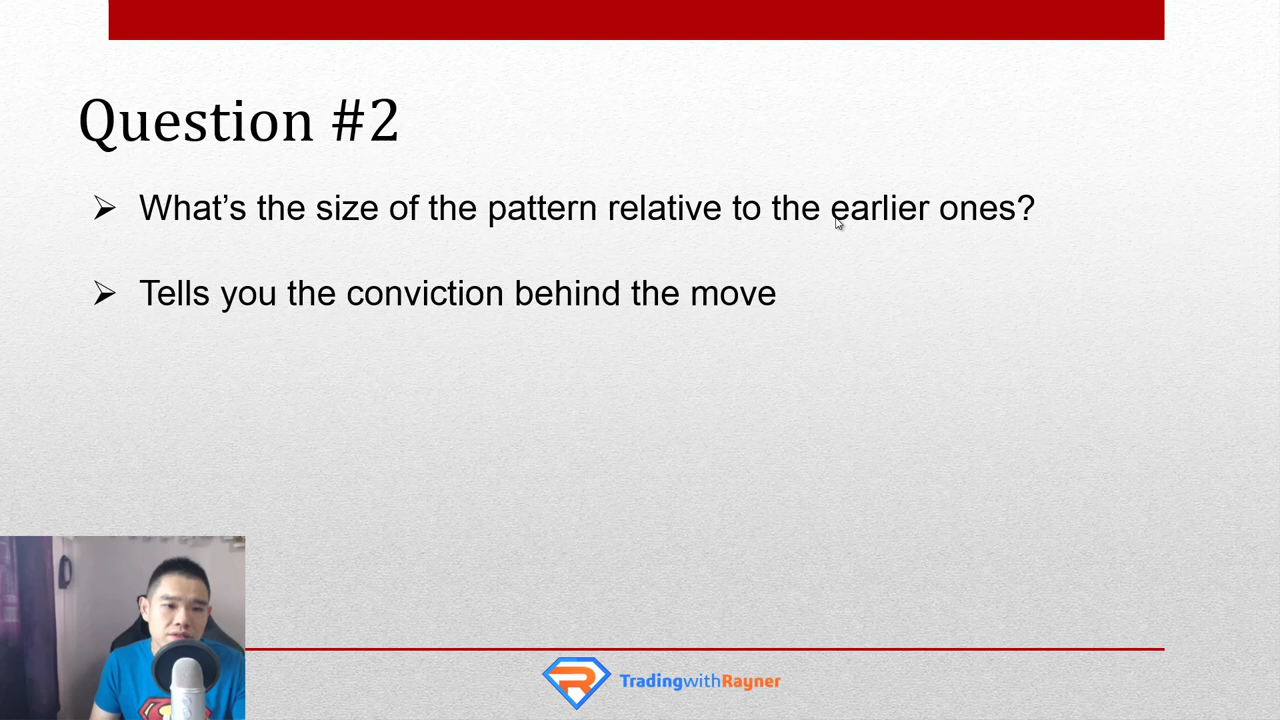 Question #2
What’s the size of the pattern relative to the earlier ones?
Tells you the conviction behind the move
TradingwithRayner